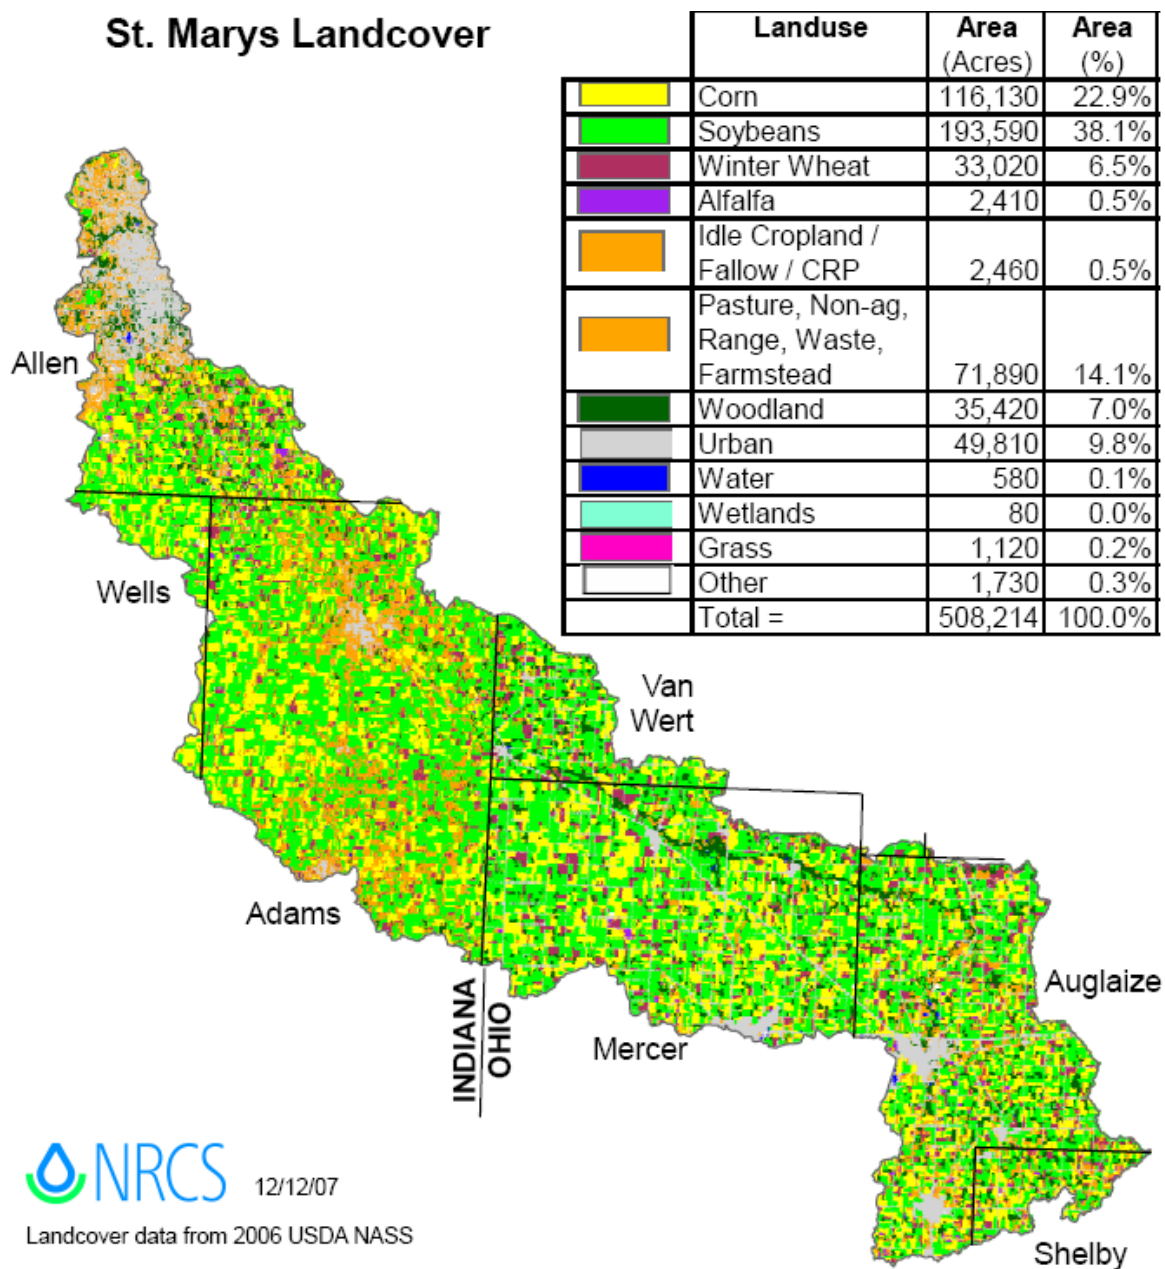 St. Marys Landcover
Landuse Area Area
(Acres) (%)
Corn 116,130 22.9%
Soybeans 193,590 38.1%
Winter Wheat 33,020 6.5%
Alfalfa 2,410 0.5%
Idle Cropland /
Fallow / CRP 2,460 0.5%
Pasture, Non-ag,
Range, Waste,
Farmstead 71,890 14.1%
Woodland 35,420 7.0%
Urban 49,810 9.8%
Water 580 0.1%
Wetlands 80 0.0%
Grass 1,120 0.2%
Other 1,730 0.3%
Total = 508,214 100.0%
Allen
Wells
Van
Wert
Adams
Auglaize
INDIANA
OHIO
Mercer
Shelby
NRCS 12/12/07
Landcover data from 2006 USDA NASS